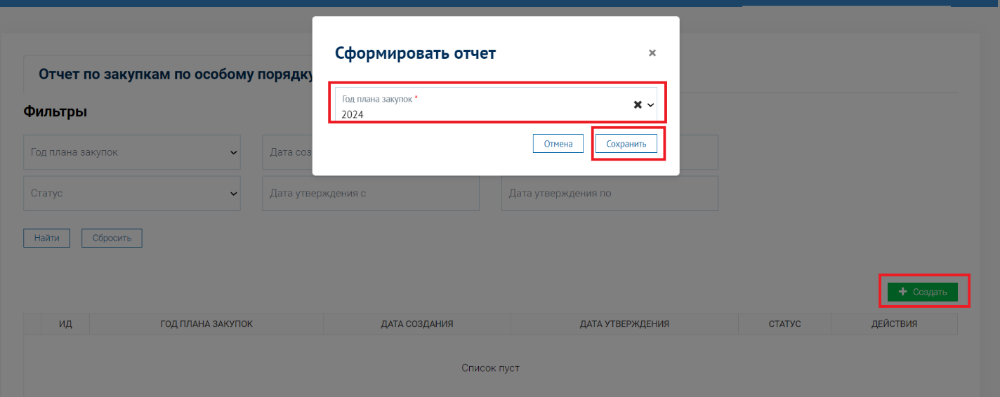 Сформировать отчет
×
Отчет по закупкам по особому порядку
Год плана закупок *
2024
Отмена Сохранить
Фильтры
Год плана закупок Дата соз
Статус Дата утверждения с Дата утверждения по
Найти Сбросить
+ Создать
ИД ГОД ПЛАНА ЗАКУПОК ДАТА СОЗДАНИЯ ДАТА УТВЕРЖДЕНИЯ СТАТУС ДЕЙСТВИЯ
Список пуст